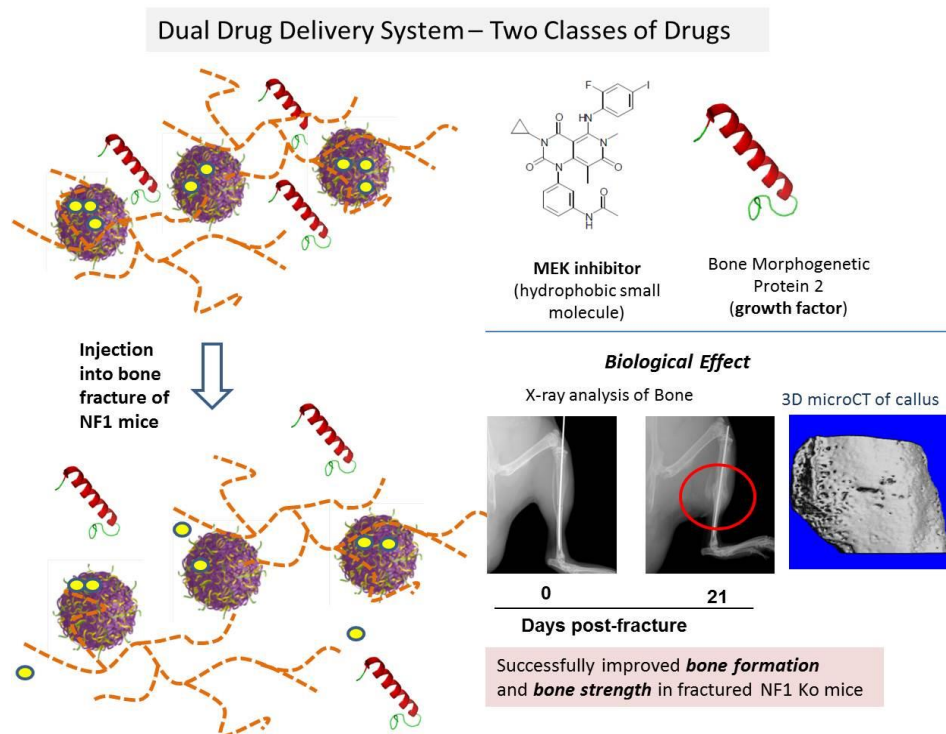 Dual Drug Delivery System – Two Classes of Drugs
F
I
HN
O
N
N
O
N
O
O
N
H
MEK inhibitor
(hydrophobic small
molecule)
Bone Morphogenetic
Protein 2
(growth factor)
Injection
into bone
fracture of
NF1 mice
Biological Effect
X-ray analysis of Bone
3D microCT of callus
0
21
Days post-fracture
Successfully improved bone formation
and bone strength in fractured NF1 Ko mice